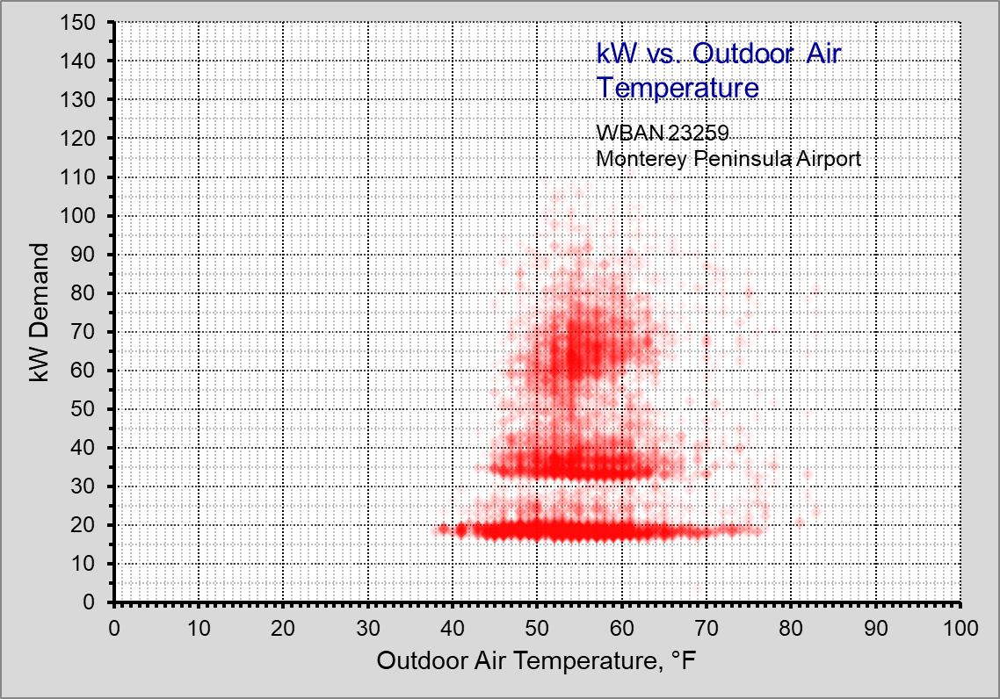 kW vs. Outdoor Air
Temperature
WBAN 23259
Monterey Peninsula Airport
kW Demand
150
140
130
120
110
100
90
80
70
60
50
40
30
20
10
0
0 10 20 30 40 50 60 70 80 90 100
Outdoor Air Temperature, °F